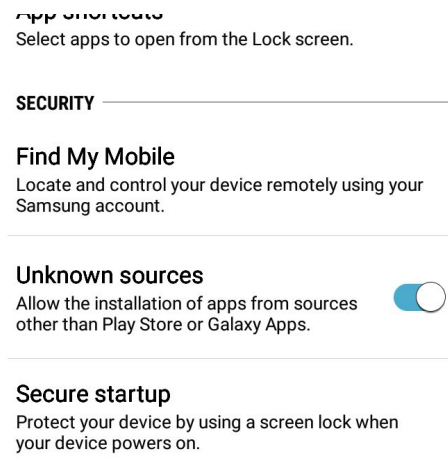 App shortcuts
Select apps to open from the Lock screen.
SECURITY
Find My Mobile
Locate and control your device remotely using your
Samsung account.
Unknown sources
Allow the installation of apps from sources
other than Play Store or Galaxy Apps.
Secure startup
Protect your device by using a screen lock when
your device powers on.